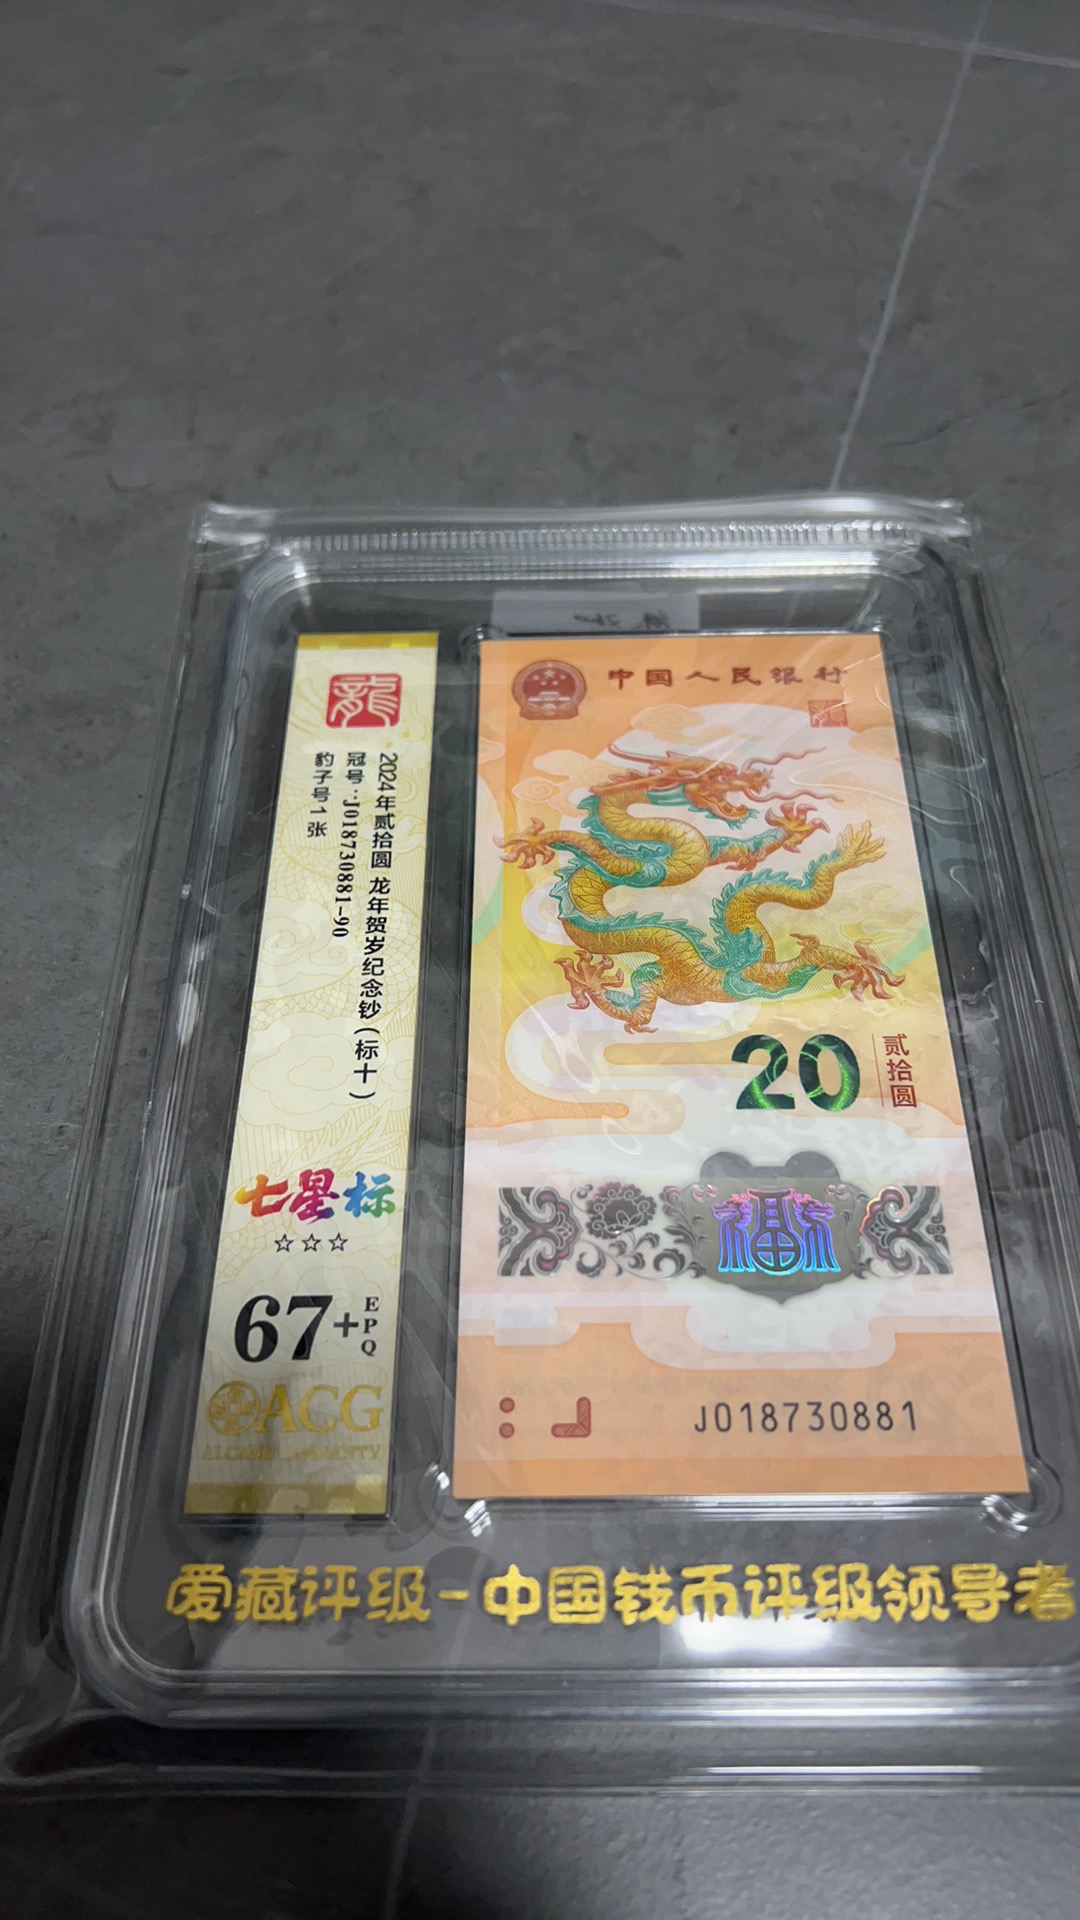 龍
2024年贰拾圆 龙年贺岁纪念钞（标十）
冠号：J018730881-90
豹子号1张
七星标
☆☆☆
67+EPQ
ACG
中国人民银行
20
贰拾圆
福
J018730881
爱藏评级-中国钱币评级领导者